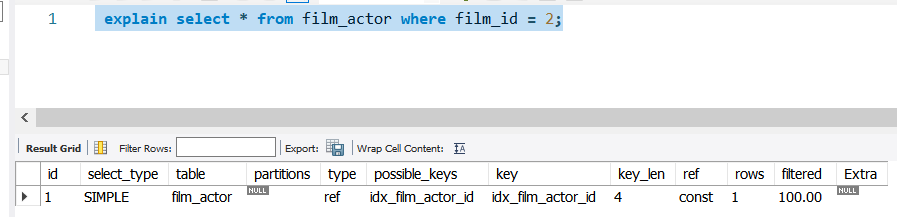 1 explain select * from film_actor where film_id = 2;
Result Grid Filter Rows: Export: Wrap Cell Content: IA
id select_type table partitions type possible_keys key key_len ref rows filtered Extra
1 SIMPLE film_actor NULL ref idx_film_actor_id idx_film_actor_id 4 const 1 100.00 NULL